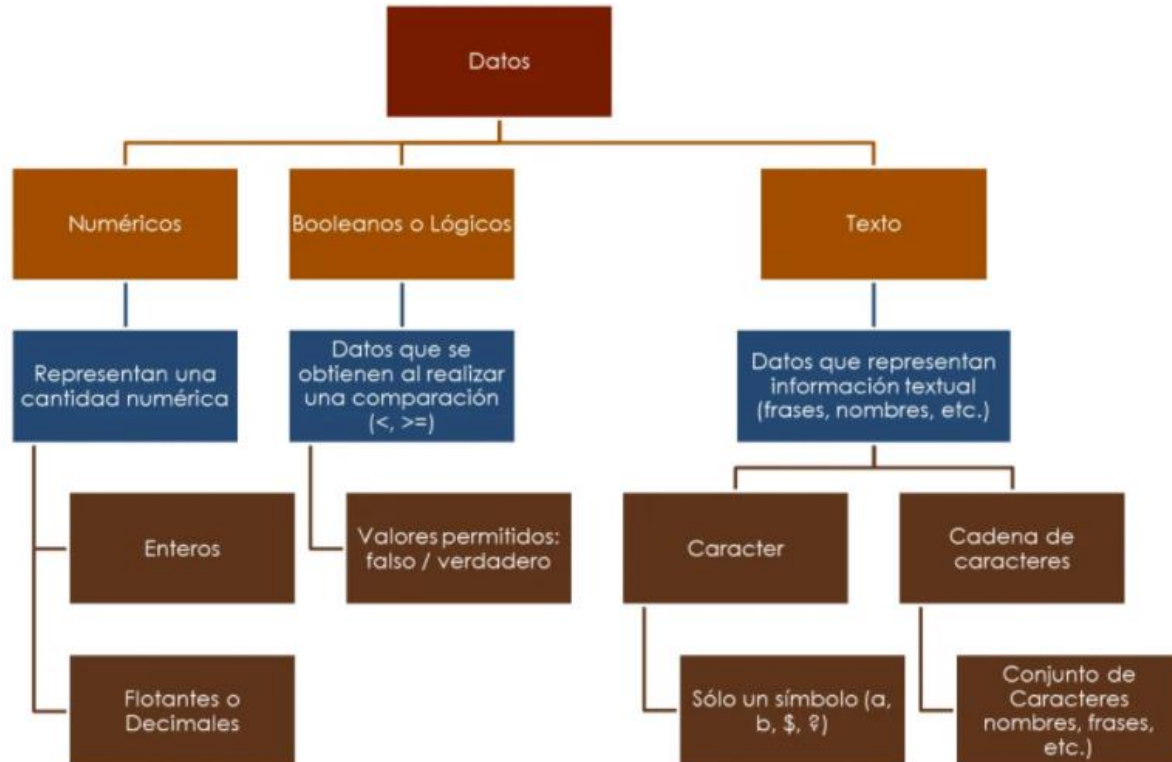 Datos
Numéricos
Booleanos o Lógicos
Texto
Representan una
cantidad numérica
Datos que se
obtienen al realizar
una comparación
(<, >=)
Datos que representan
información textual
(frases, nombres, etc.)
Enteros
Valores permitidos:
falso / verdadero
Caracter
Cadena de
caracteres
Flotantes o
Decimales
Sólo un símbolo (a,
b, $, ?)
Conjunto de
Caracteres
nombres, frases,
etc.)